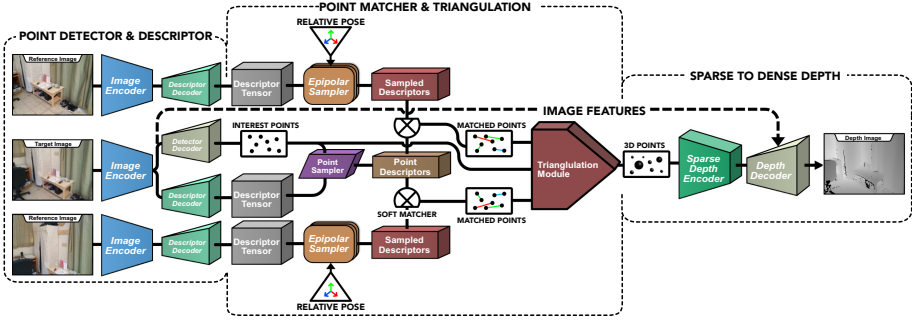 POINT MATCHER & TRIANGULATION
POINT DETECTOR & DESCRIPTOR
RELATIVE POSE
SPARSE TO DENSE DEPTH
Reference Image
Image
Encoder
Descriptor
Decoder
Descriptor
Tensor
Epipolar
Sampler
Sampled
Descriptors
IMAGE FEATURES
INTEREST POINTS
MATCHED POINTS
Target Image
Image
Encoder
Detector
Decoder
Descriptor
Decoder
Descriptor
Tensor
Point
Sampler
Point
Descriptors
Trianglulation
Module
3D POINTS
Sparse
Depth
Encoder
Depth
Decoder
Depth Image
SOFT MATCHER
MATCHED POINTS
Reference Image
Image
Encoder
Descriptor
Decoder
Descriptor
Tensor
Epipolar
Sampler
Sampled
Descriptors
RELATIVE POSE